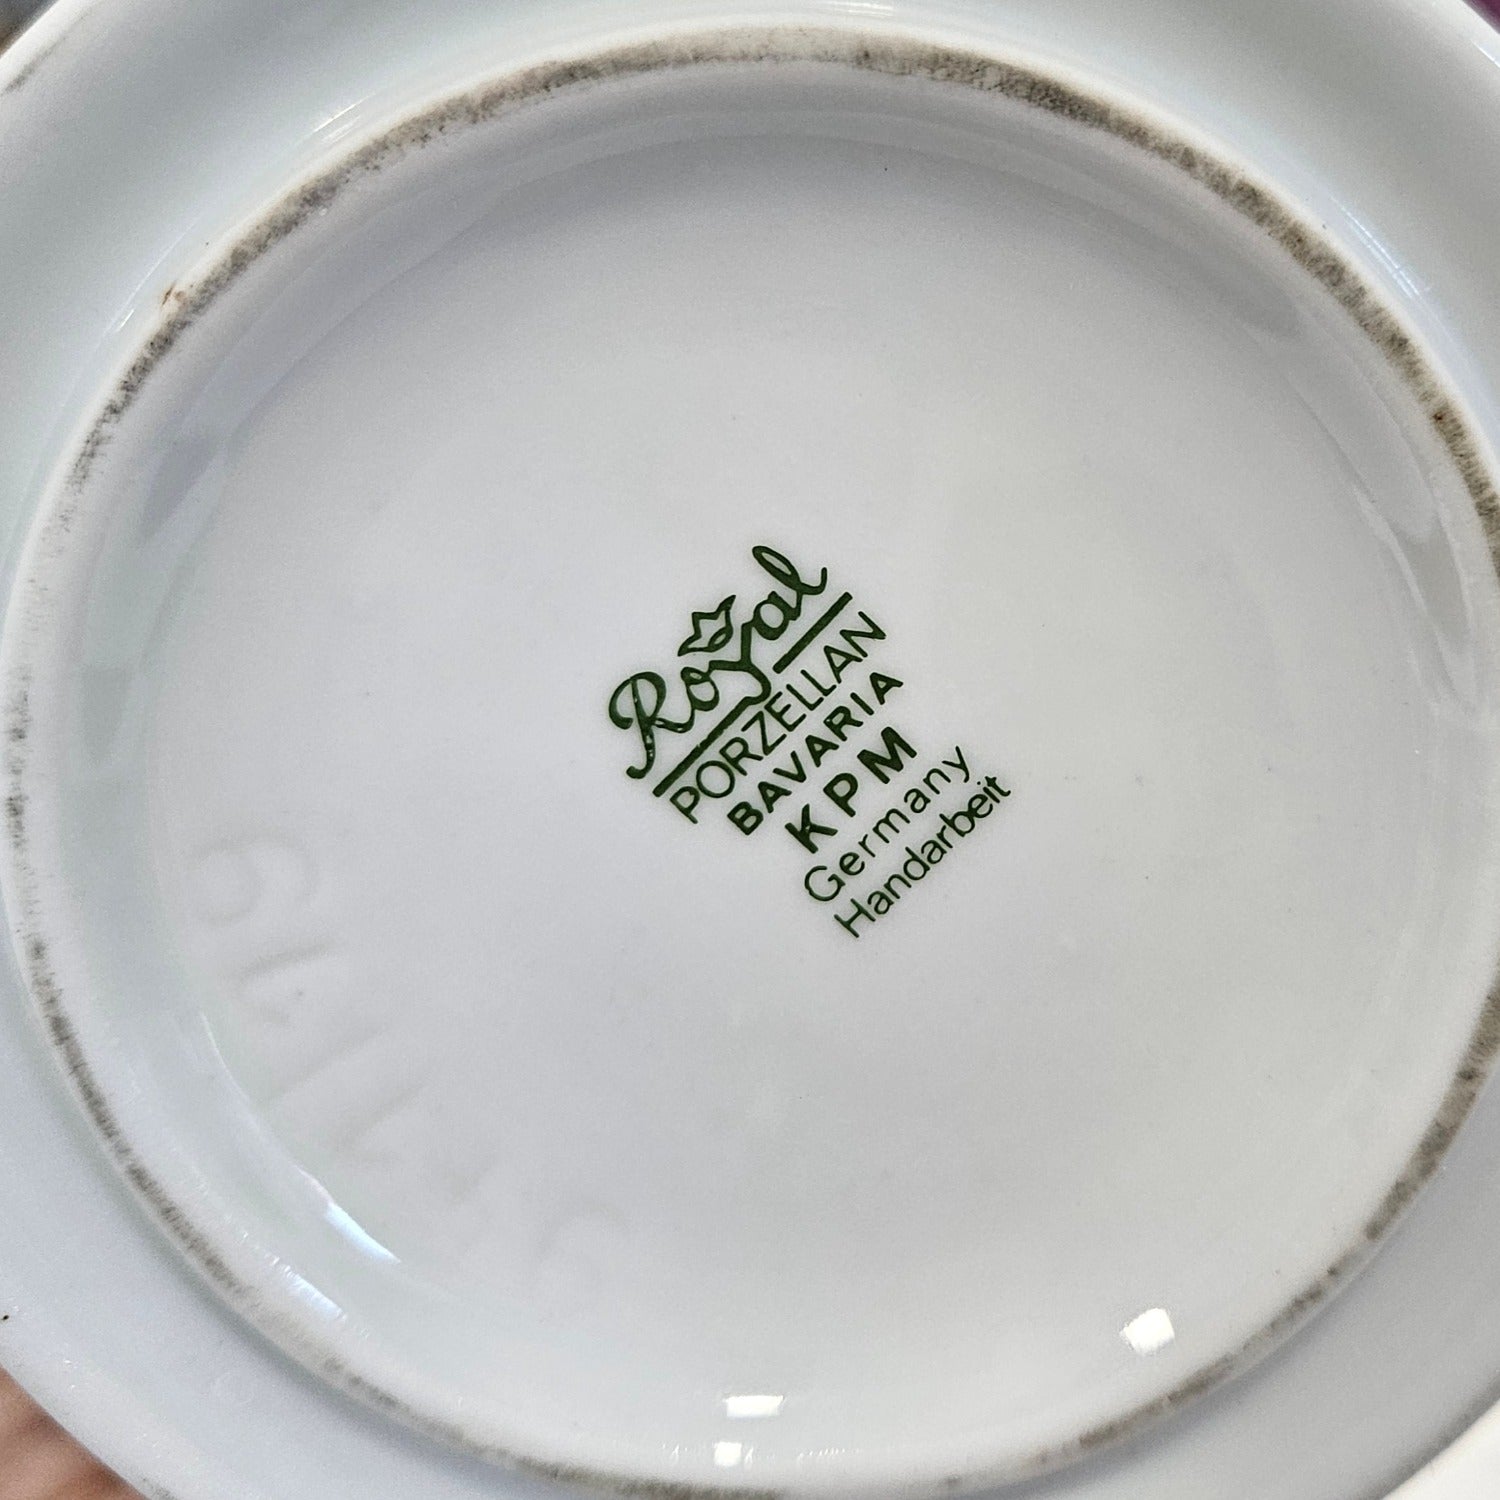 Royal
PORZELLAN
BAVARIA
KPM
Germany
Handarbeit